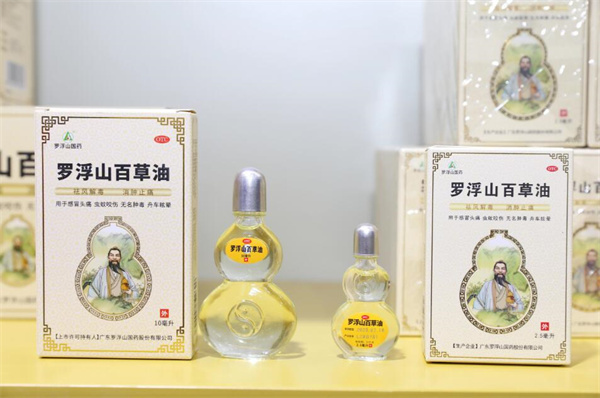 罗浮山国药
OTC
罗浮山百草油
祛风解毒 消肿止痛
用于感冒头痛 虫蚊咬伤 无名肿毒 舟车眩晕
外
10毫升
【上市许可持有人】广东罗浮山国药股份有限公司
罗浮山百草油
10毫升
罗浮山百草油
罗浮山国药
OTC
罗浮山百草油
祛风解毒 消肿止痛
用于感冒头痛 虫蚊咬伤 无名肿毒 舟车眩晕
外
2.5毫升
【生产企业】广东罗浮山国药股份有限公司
山百草油